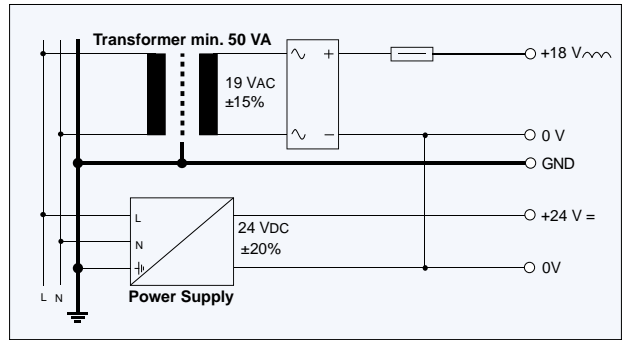 Transformer min. 50 VA
19 VAC
±15%
~ +
~ −
+18 V
0 V
GND
L
N
24 VDC
±20%
+24 V =
0V
L N
Power Supply